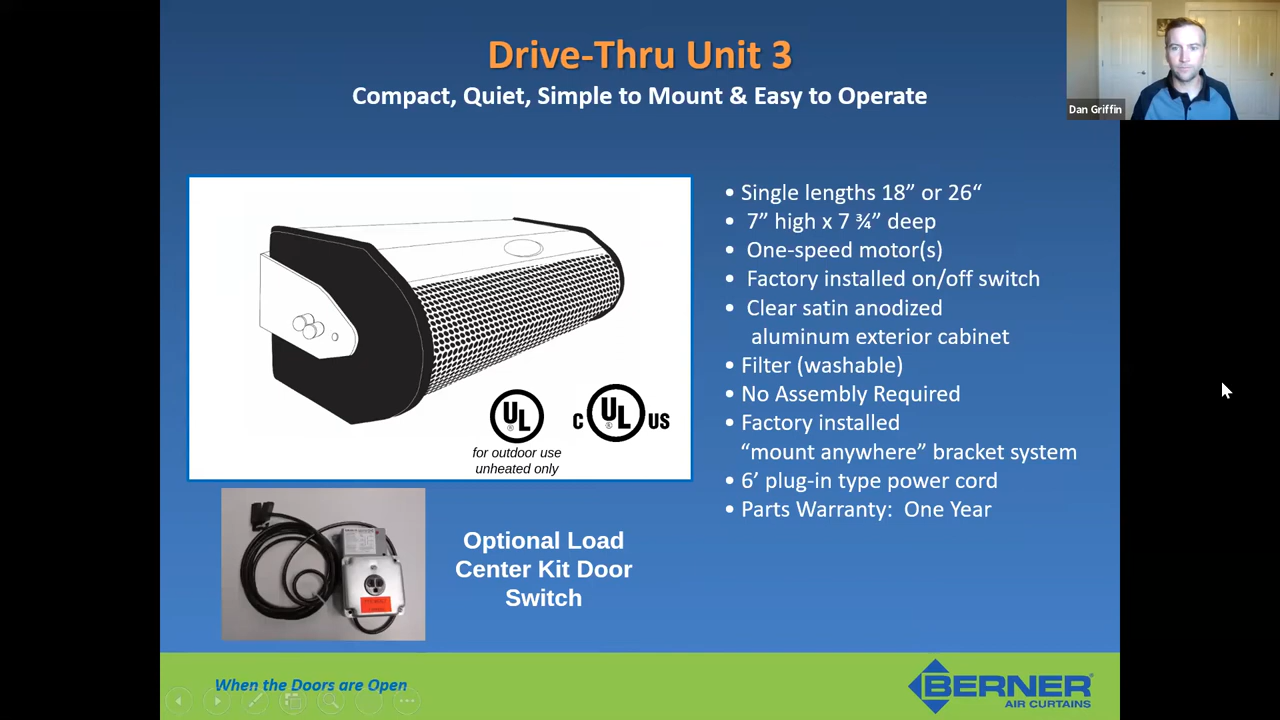 Drive-Thru Unit 3
Compact, Quiet, Simple to Mount & Easy to Operate
Dan Griffin
• Single lengths 18” or 26“
• 7” high x 7 ¾” deep
• One-speed motor(s)
• Factory installed on/off switch
• Clear satin anodized
aluminum exterior cabinet
• Filter (washable)
• No Assembly Required
• Factory installed
“mount anywhere” bracket system
• 6’ plug-in type power cord
• Parts Warranty: One Year
UL ®
C UL ® US
for outdoor use
unheated only
Optional Load
Center Kit Door
Switch
When the Doors are Open
BERNER®
AIR CURTAINS